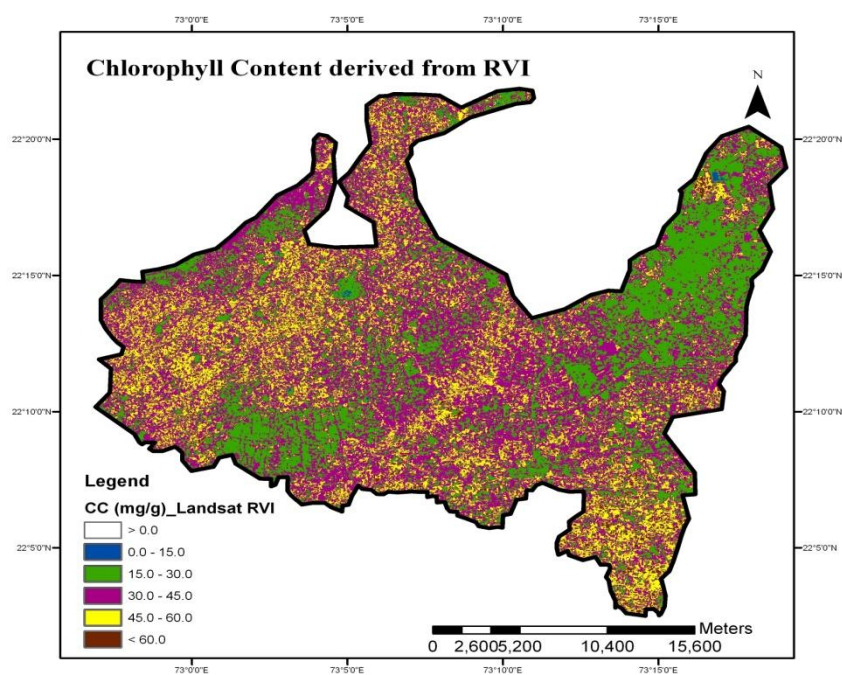 73°0'0"E 73°5'0"E 73°10'0"E 73°15'0"E
Chlorophyll Content derived from RVI
N
22°20'0"N 22°20'0"N
22°15'0"N 22°15'0"N
22°10'0"N 22°10'0"N
Legend
CC (mg/g)_Landsat RVI
> 0.0
0.0 - 15.0
15.0 - 30.0
30.0 - 45.0
45.0 - 60.0
< 60.0
22°5'0"N 22°5'0"N
Meters
0 2,6005,200 10,400 15,600
73°0'0"E 73°5'0"E 73°10'0"E 73°15'0"E